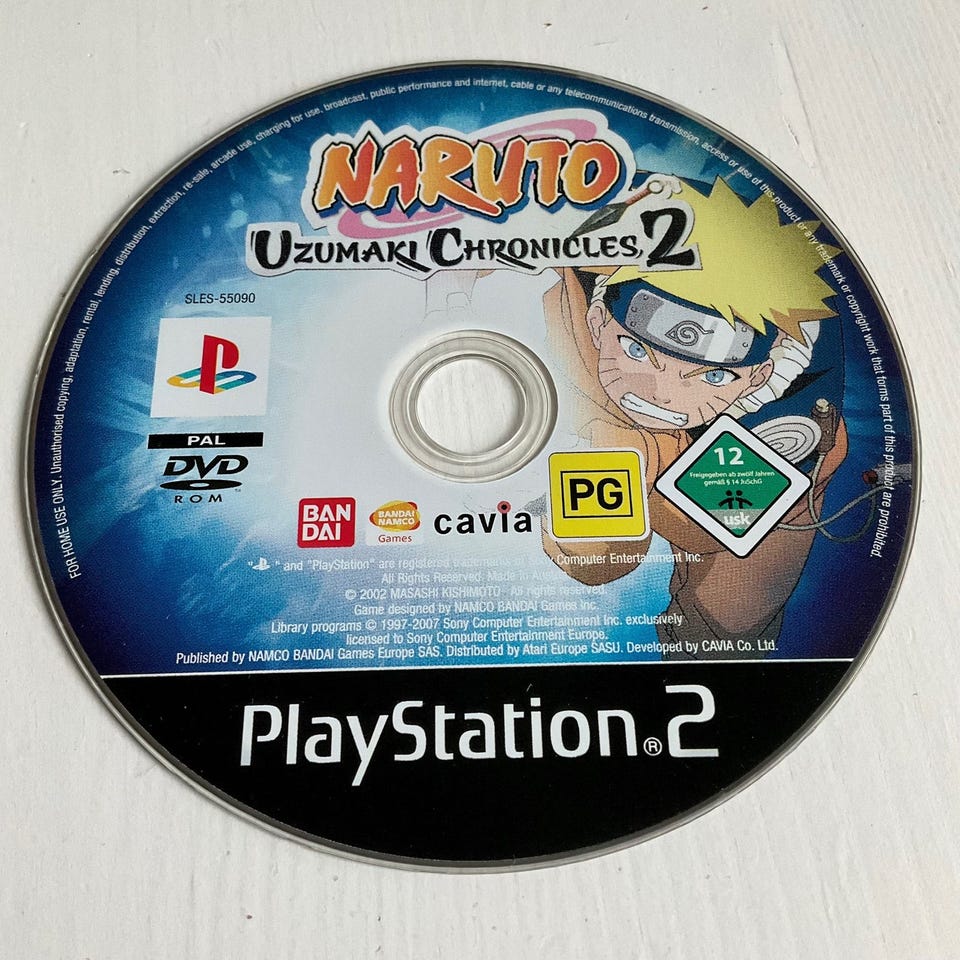 FOR HOME USE ONLY. Unauthorised copying, adaptation, rental, lending, distribution, extraction, re-sale, arcade use, charging for use, broadcast, public performance and internet, cable or any telecommunications transmission, access or use of this product or any trademark or copyright work that forms part of this product are prohibited.
NARUTO
UZUMAKI CHRONICLES 2
SLES-55090
PAL
DVD
ROM
BAN
DAI
BANDAI
NAMCO
Games
cavia
PG
12
Freigegeben ab zwölf Jahren
gemäß § 14 JuSchG
usk
" " and "PlayStation" are registered trademarks of Sony Computer Entertainment Inc.
All Rights Reserved. Made in Austria
© 2002 MASASHI KISHIMOTO All rights reserved.
Game designed by NAMCO BANDAI Games Inc.
Library programs © 1997-2007 Sony Computer Entertainment Inc. exclusively
licensed to Sony Computer Entertainment Europe.
Published by NAMCO BANDAI Games Europe SAS. Distributed by Atari Europe SASU. Developed by CAVIA Co. Ltd.
PlayStation®2